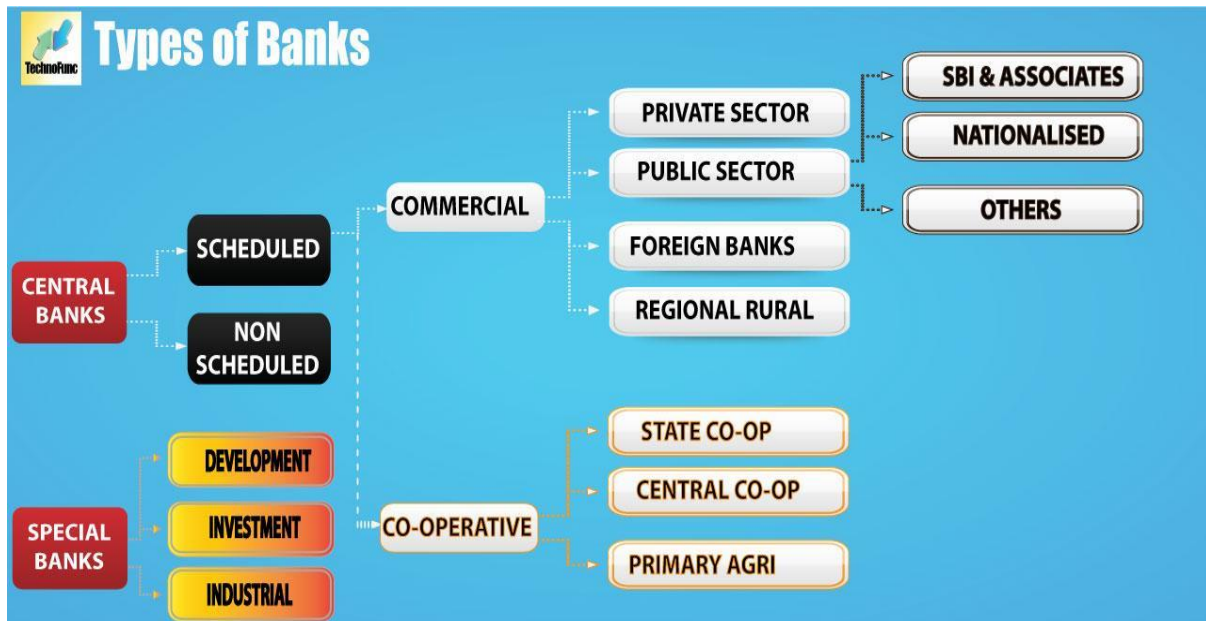 TechnoFunc
Types of Banks
CENTRAL
BANKS
SCHEDULED
NON
SCHEDULED
COMMERCIAL
PRIVATE SECTOR
PUBLIC SECTOR
FOREIGN BANKS
REGIONAL RURAL
SBI & ASSOCIATES
NATIONALISED
OTHERS
SPECIAL
BANKS
DEVELOPMENT
INVESTMENT
INDUSTRIAL
CO-OPERATIVE
STATE CO-OP
CENTRAL CO-OP
PRIMARY AGRI